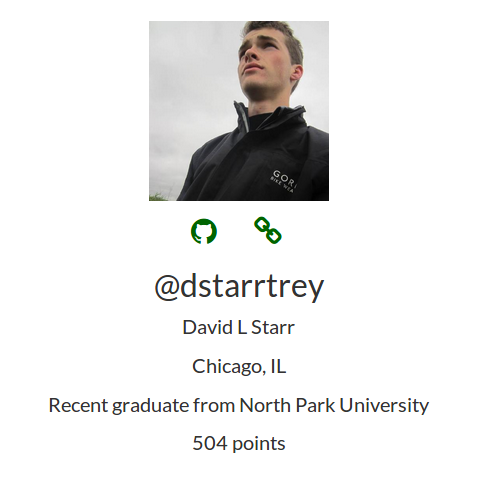 GORE
BIKE WEAR
@dstarrtrey
David L Starr
Chicago, IL
Recent graduate from North Park University
504 points